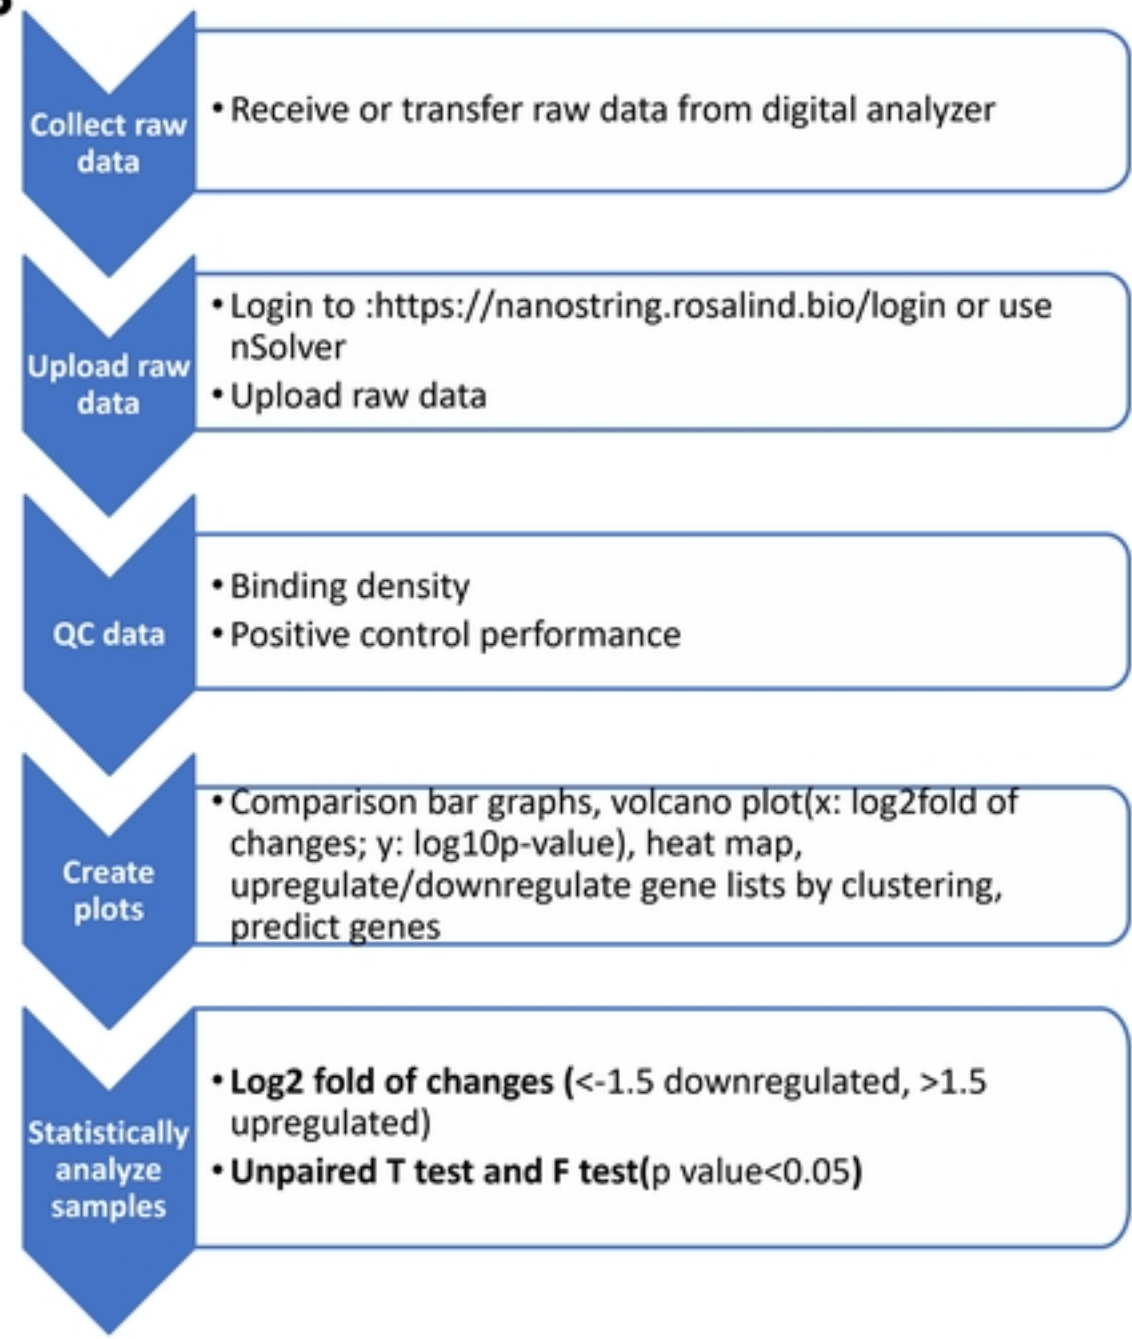 Collect raw
data
• Receive or transfer raw data from digital analyzer
Upload raw
data
• Login to :https://nanostring.rosalind.bio/login or use
nSolver
• Upload raw data
QC data
• Binding density
• Positive control performance
Create
plots
• Comparison bar graphs, volcano plot(x: log2fold of
changes; y: log10p-value), heat map,
upregulate/downregulate gene lists by clustering,
predict genes
Statistically
analyze
samples
• Log2 fold of changes (<-1.5 downregulated, >1.5
upregulated)
• Unpaired T test and F test(p value<0.05)